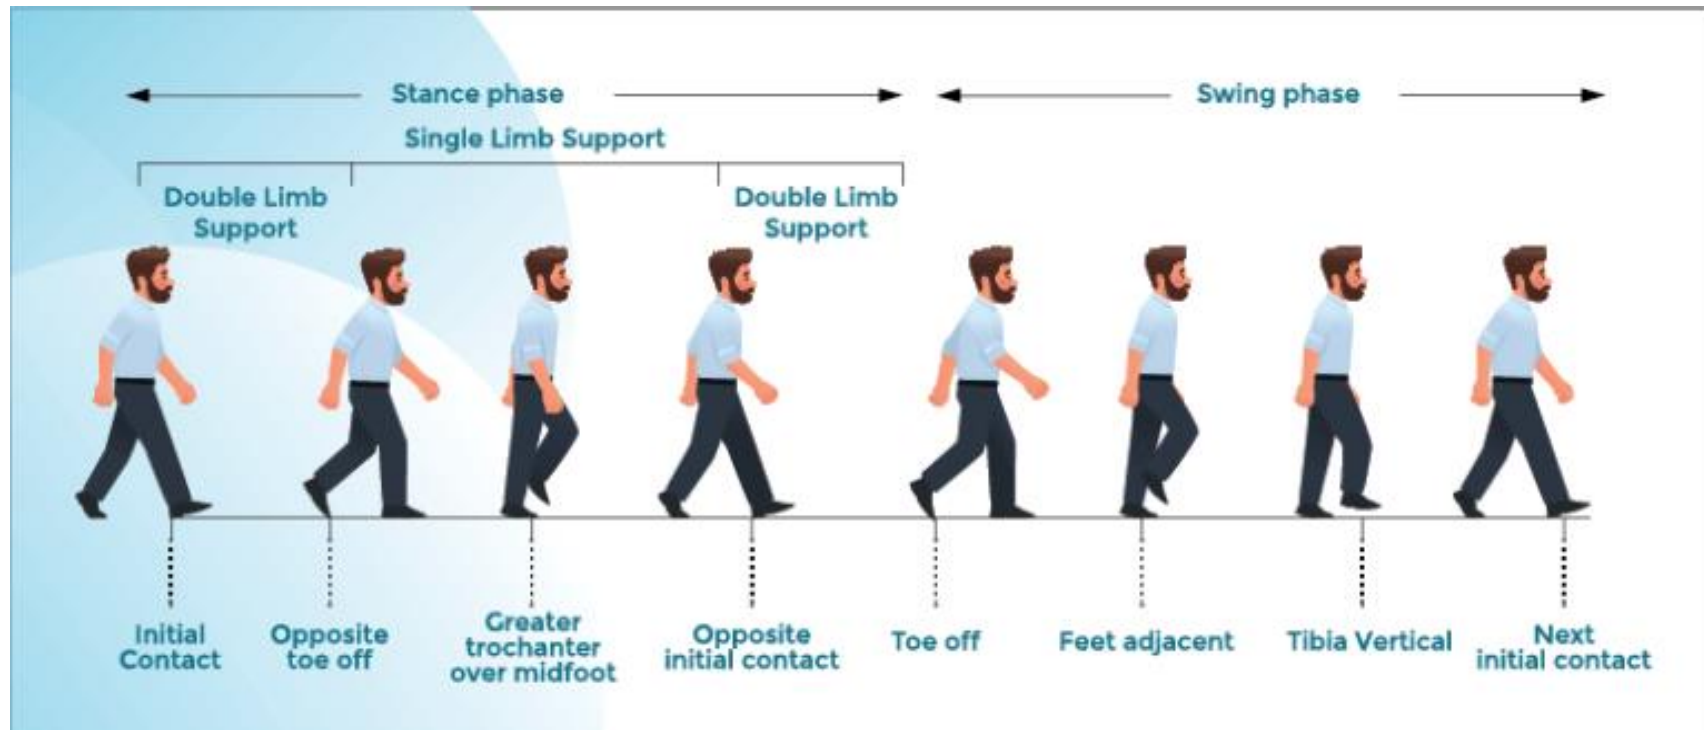 Stance phase
Swing phase
Single Limb Support
Double Limb
Support
Double Limb
Support
Initial
Contact
Opposite
toe off
Greater
trochanter
over midfoot
Opposite
initial contact
Toe off
Feet adjacent
Tibia Vertical
Next
initial contact